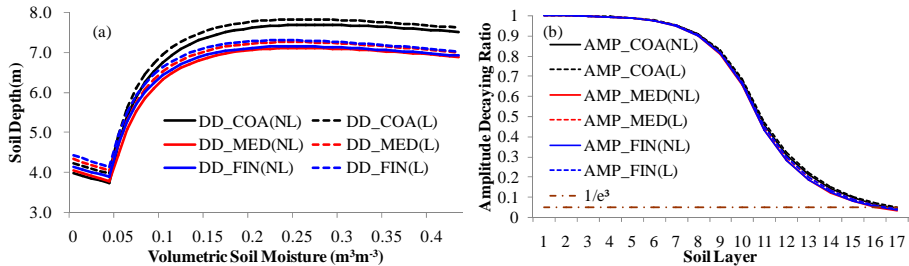 (a)
Soil Depth(m)
8.0
7.0
6.0
5.0
4.0
3.0
DD_COA(NL)
DD_COA(L)
DD_MED(NL)
DD_MED(L)
DD_FIN(NL)
DD_FIN(L)
0 0.05 0.1 0.15 0.2 0.25 0.3 0.35 0.4
Volumetric Soil Moisture (m³m⁻³)
(b)
Amplitude Decaying Ratio
1
0.9
0.8
0.7
0.6
0.5
0.4
0.3
0.2
0.1
0
AMP_COA(NL)
AMP_COA(L)
AMP_MED(NL)
AMP_MED(L)
AMP_FIN(NL)
AMP_FIN(L)
1/e³
1 2 3 4 5 6 7 8 9 10 11 12 13 14 15 16 17
Soil Layer